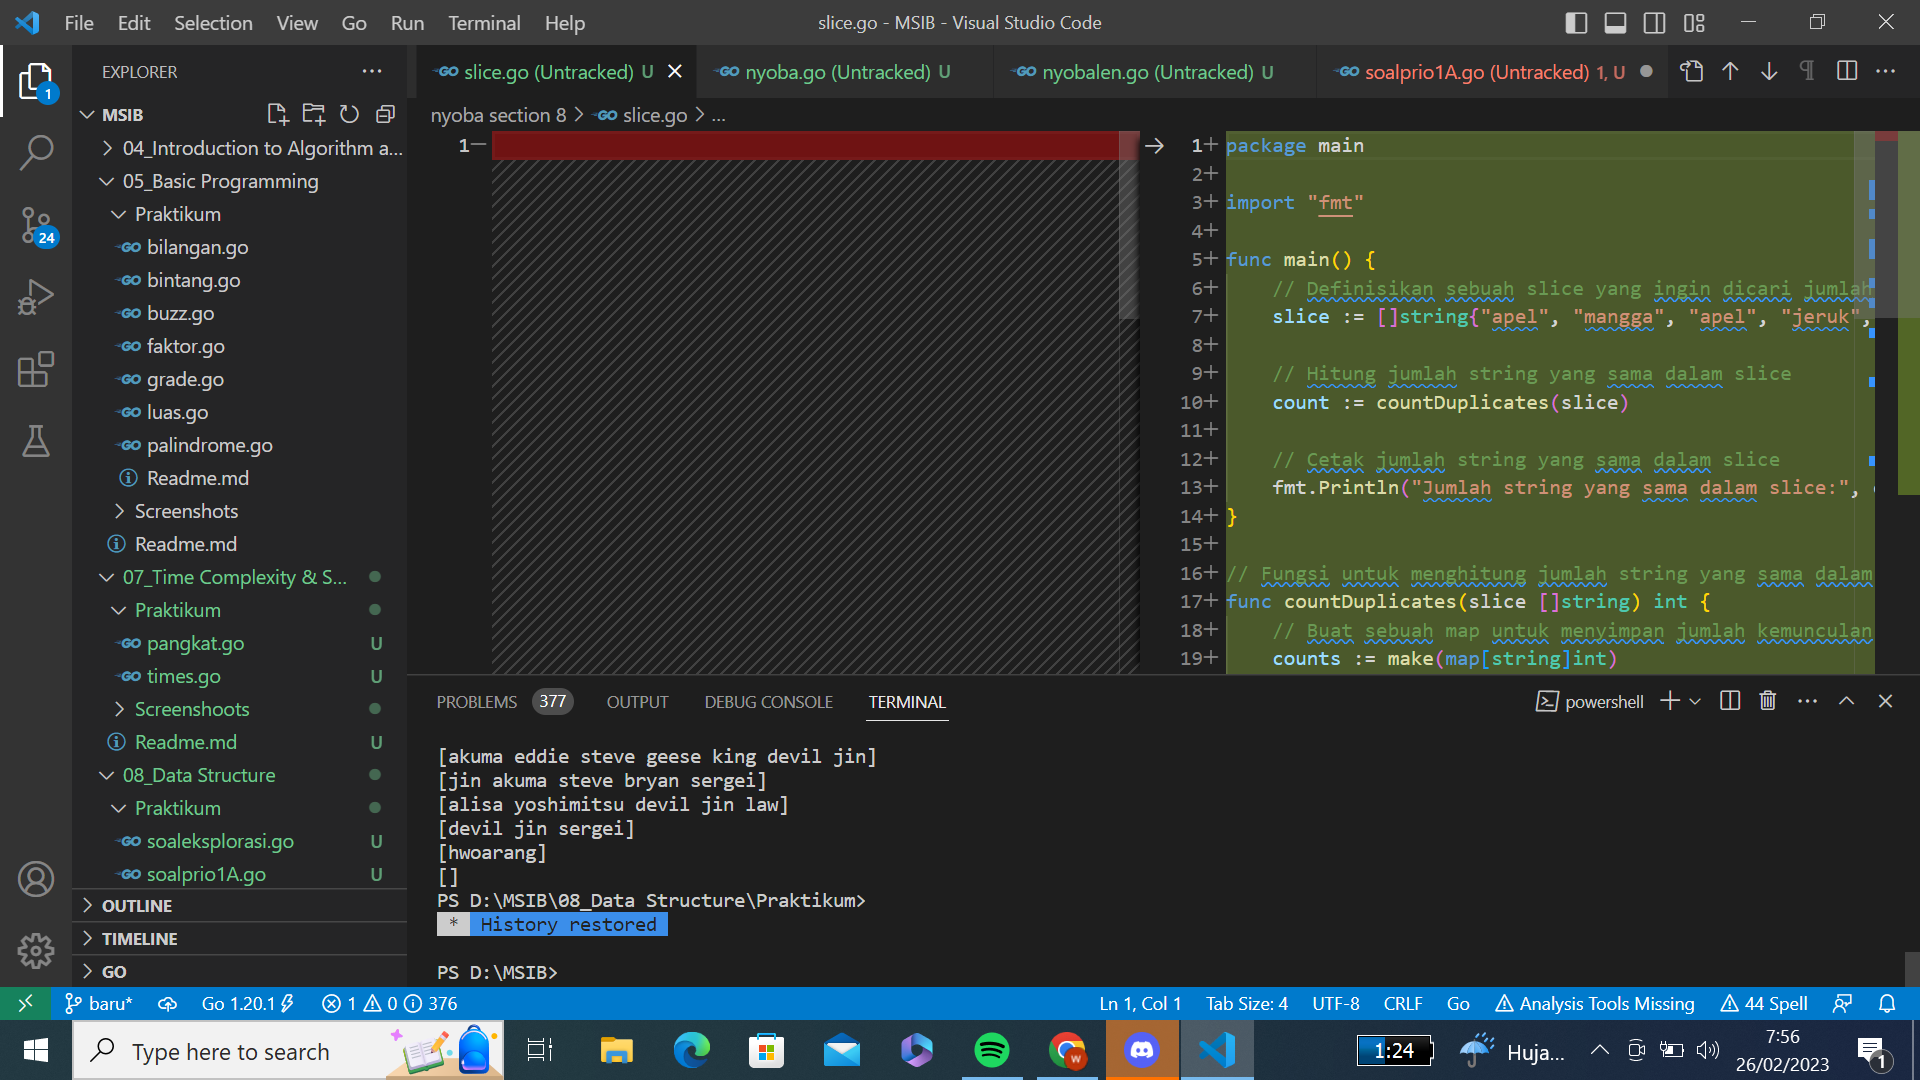 File Edit Selection View Go Run Terminal Help
slice.go - MSIB - Visual Studio Code
EXPLORER
MSIB
04_Introduction to Algorithm a...
05_Basic Programming
Praktikum
bilangan.go
bintang.go
buzz.go
faktor.go
grade.go
luas.go
palindrome.go
Readme.md
Screenshots
Readme.md
07_Time Complexity & S...
Praktikum
pangkat.go U
times.go U
Screenshoots
Readme.md U
08_Data Structure
Praktikum
soaleksplorasi.go U
soalprio1A.go U
OUTLINE
TIMELINE
GO
1
24
slice.go (Untracked) U
nyoba.go (Untracked) U
nyobalen.go (Untracked) U
soalprio1A.go (Untracked) 1, U
nyoba section 8 > slice.go > ...
1—
1+ package main
2+
3+ import "fmt"
4+
5+ func main() {
6+ // Definisikan sebuah slice yang ingin dicari jumlah
7+ slice := []string{"apel", "mangga", "apel", "jeruk",
8+
9+ // Hitung jumlah string yang sama dalam slice
10+ count := countDuplicates(slice)
11+
12+ // Cetak jumlah string yang sama dalam slice
13+ fmt.Println("Jumlah string yang sama dalam slice:",
14+ }
15+
16+ // Fungsi untuk menghitung jumlah string yang sama dalam
17+ func countDuplicates(slice []string) int {
18+ // Buat sebuah map untuk menyimpan jumlah kemunculan
19+ counts := make(map[string]int)
PROBLEMS 377 OUTPUT DEBUG CONSOLE TERMINAL
powershell
[akuma eddie steve geese king devil jin]
[jin akuma steve bryan sergei]
[alisa yoshimitsu devil jin law]
[devil jin sergei]
[hwoarang]
[]
PS D:\MSIB\08_Data Structure\Praktikum>
* History restored
PS D:\MSIB>
baru* Go 1.20.1 1 0 376
Ln 1, Col 1 Tab Size: 4 UTF-8 CRLF Go Analysis Tools Missing 44 Spell
Type here to search
1:24
Huja...
7:56
26/02/2023
1